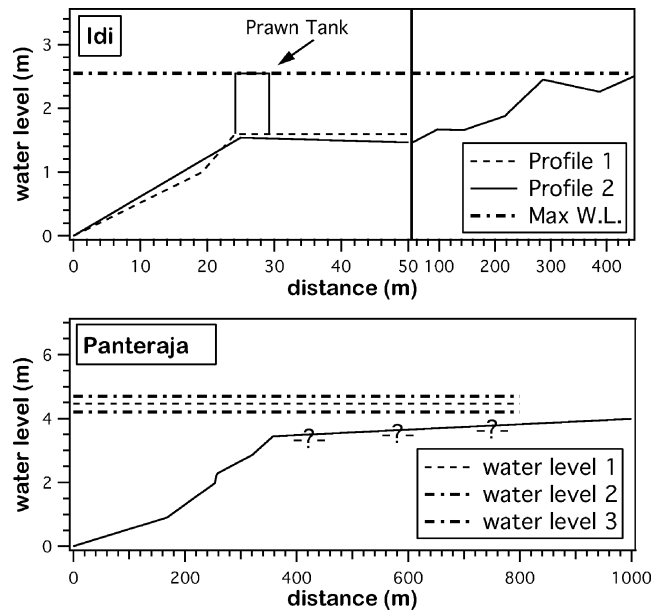 Idi
Prawn Tank
water level (m)
3
2
1
0
Profile 1
Profile 2
Max W.L.
0 10 20 30 40 50 100 200 300 400
distance (m)
Panteraja
water level (m)
6
4
2
0
? ? ?
water level 1
water level 2
water level 3
0 200 400 600 800 1000
distance (m)